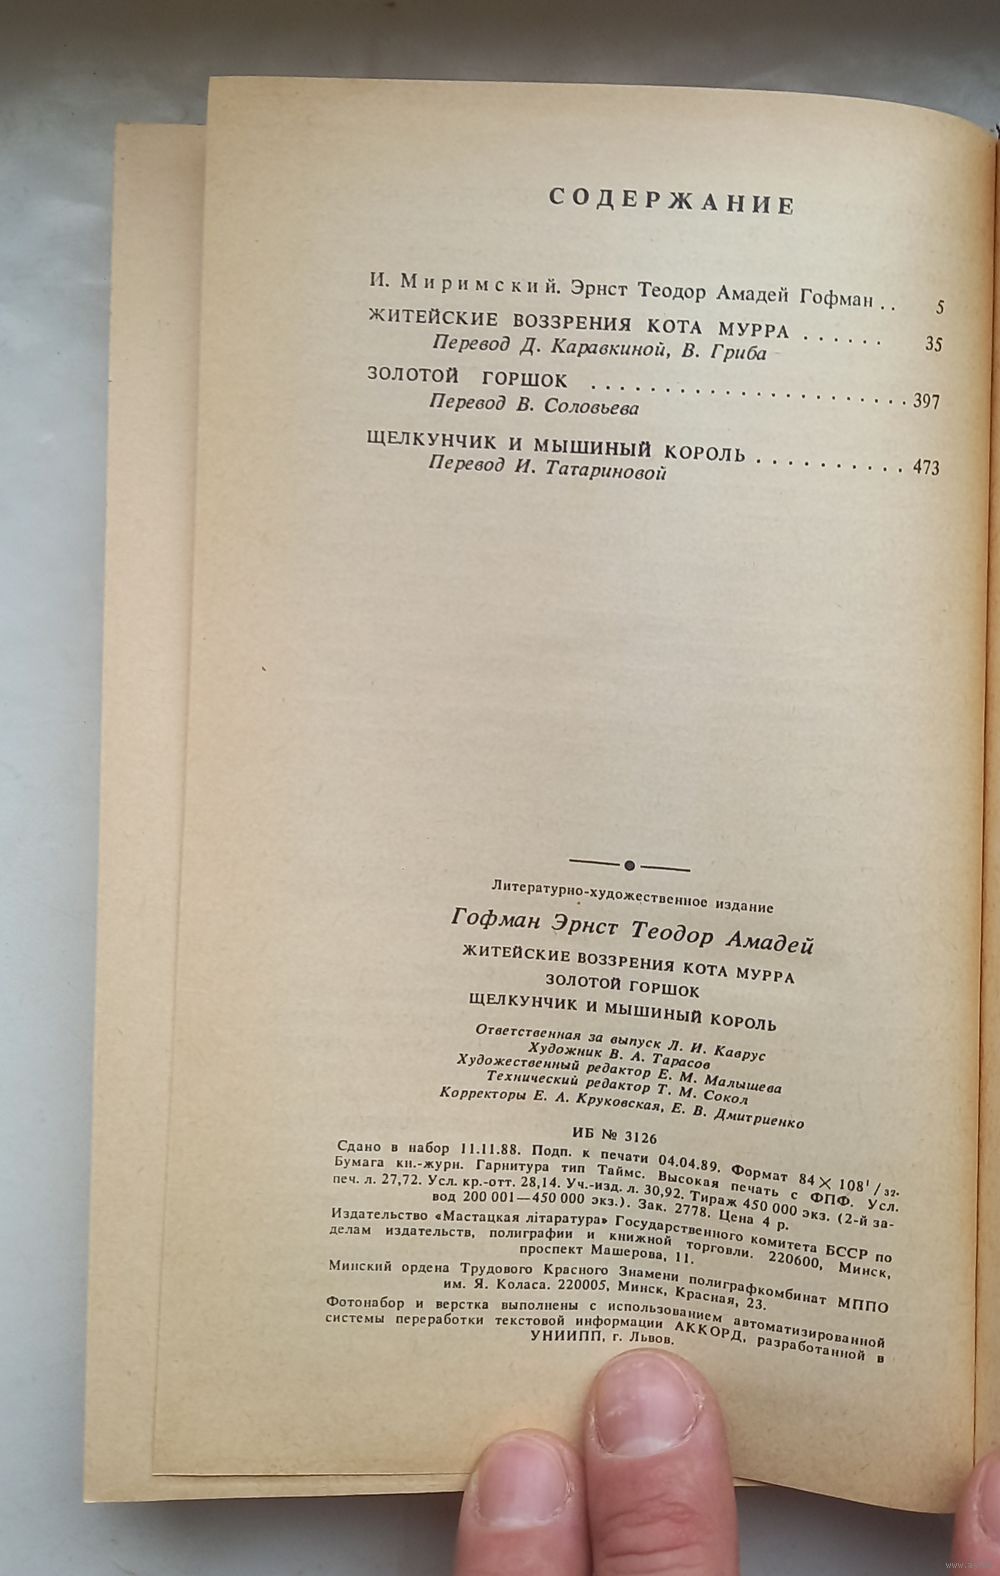 СОДЕРЖАНИЕ
И. Миримский. Эрнст Теодор Амадей Гофман . . 5
ЖИТЕЙСКИЕ ВОЗЗРЕНИЯ КОТА МУРРА . . . . . . 35
Перевод Д. Каравкиной, В. Гриба
ЗОЛОТОЙ ГОРШОК . . . . . . . . . . . . . . . . . . . . . 397
Перевод В. Соловьева
ЩЕЛКУНЧИК И МЫШИНЫЙ КОРОЛЬ . . . . . . . . . . 473
Перевод И. Татариновой
Литературно-художественное издание
Гофман Эрнст Теодор Амадей
ЖИТЕЙСКИЕ ВОЗЗРЕНИЯ КОТА МУРРА
ЗОЛОТОЙ ГОРШОК
ЩЕЛКУНЧИК И МЫШИНЫЙ КОРОЛЬ
Ответственная за выпуск Л. И. Каврус
Художник В. А. Тарасов
Художественный редактор Е. М. Малышева
Технический редактор Т. М. Сокол
Корректоры Е. А. Круковская, Е. В. Дмитриенко
ИБ № 3126
Сдано в набор 11.11.88. Подп. к печати 04.04.89. Формат 84×108¹/₃₂.
Бумага кн.-журн. Гарнитура тип Таймс. Высокая печать с ФПФ. Усл.
печ. л. 27,72. Усл. кр.-отт. 28,14. Уч.-изд. л. 30,92. Тираж 450 000 экз. (2-й за-
вод 200 001—450 000 экз.). Зак. 2778. Цена 4 р.
Издательство «Мастацкая літаратура» Государственного комитета БССР по
делам издательств, полиграфии и книжной торговли. 220600, Минск,
проспект Машерова, 11.
Минский ордена Трудового Красного Знамени полиграфкомбинат МППО
им. Я. Коласа. 220005, Минск, Красная, 23.
Фотонабор и верстка выполнены с использованием автоматизированной
системы переработки текстовой информации АККОРД, разработанной в
УНИИПП, г. Львов.